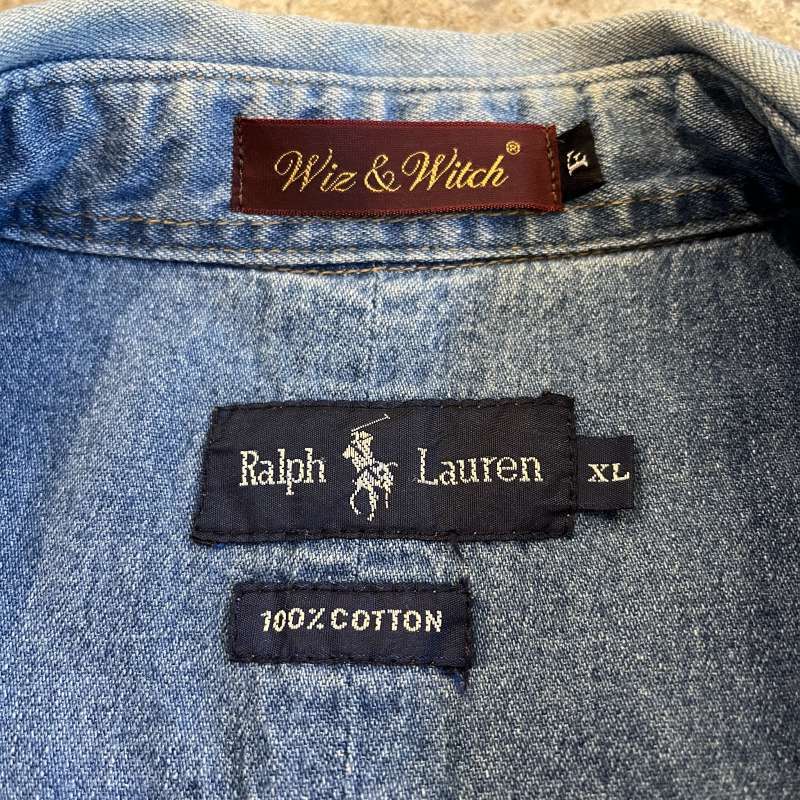 Wiz & Witch®
F
Ralph Lauren
XL
100% COTTON